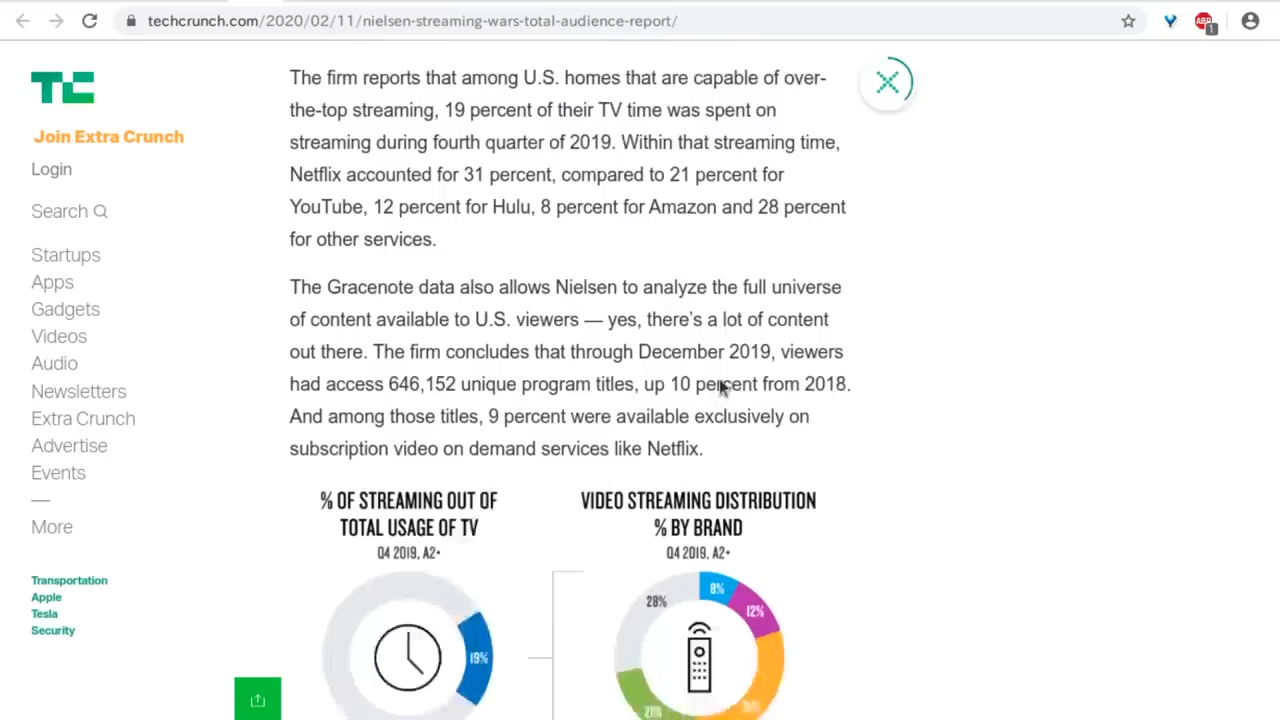 techcrunch.com/2020/02/11/nielsen-streaming-wars-total-audience-report/
ABP
1
TC
Join Extra Crunch
Login
Search
Startups
Apps
Gadgets
Videos
Audio
Newsletters
Extra Crunch
Advertise
Events
—
More
Transportation
Apple
Tesla
Security
The firm reports that among U.S. homes that are capable of over-
the-top streaming, 19 percent of their TV time was spent on
streaming during fourth quarter of 2019. Within that streaming time,
Netflix accounted for 31 percent, compared to 21 percent for
YouTube, 12 percent for Hulu, 8 percent for Amazon and 28 percent
for other services.
The Gracenote data also allows Nielsen to analyze the full universe
of content available to U.S. viewers — yes, there's a lot of content
out there. The firm concludes that through December 2019, viewers
had access 646,152 unique program titles, up 10 percent from 2018.
And among those titles, 9 percent were available exclusively on
subscription video on demand services like Netflix.
% OF STREAMING OUT OF
TOTAL USAGE OF TV
Q4 2019, A2+
19%
VIDEO STREAMING DISTRIBUTION
% BY BRAND
Q4 2019, A2+
8%
28%
12%
21%